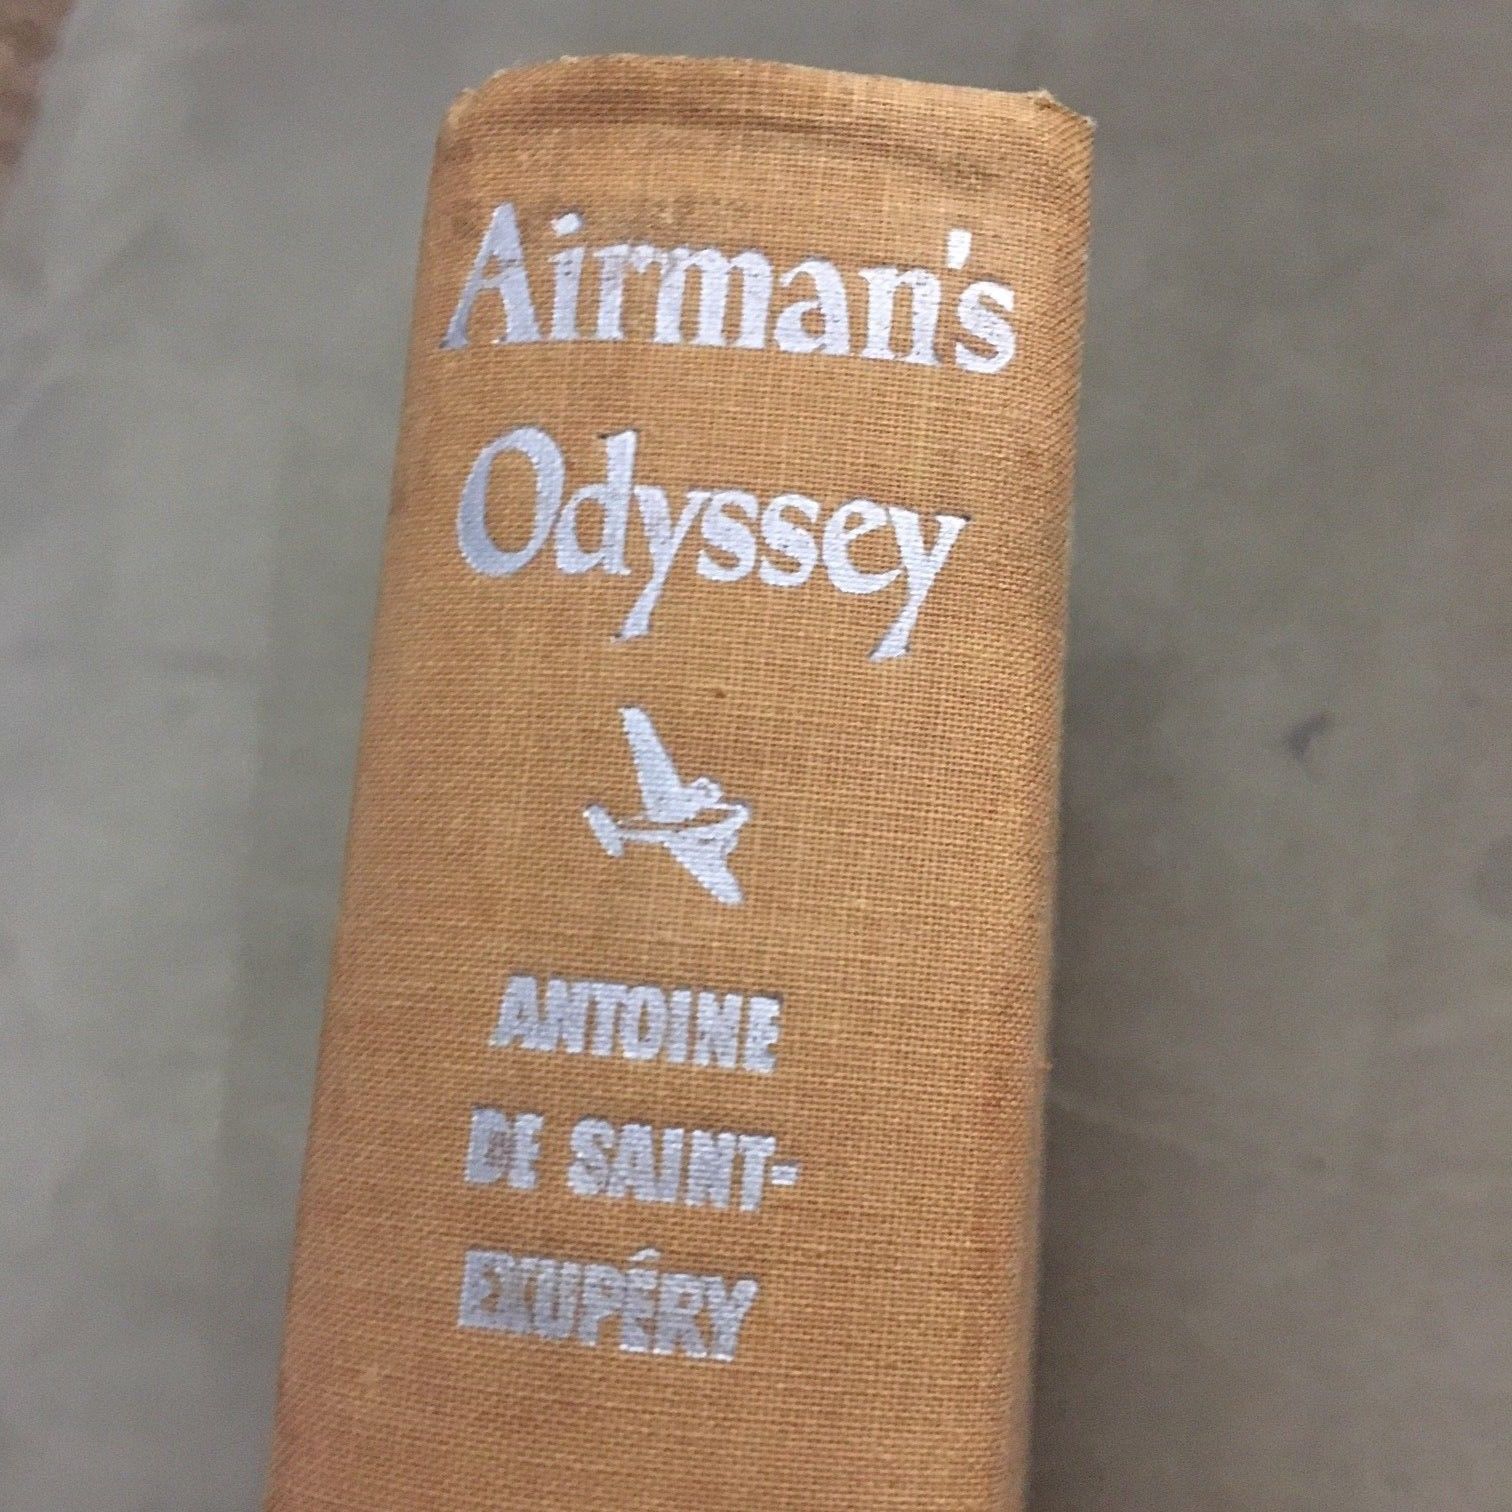 Airman's
Odyssey
ANTOINE
DE SAINT-
EXUPÉRY